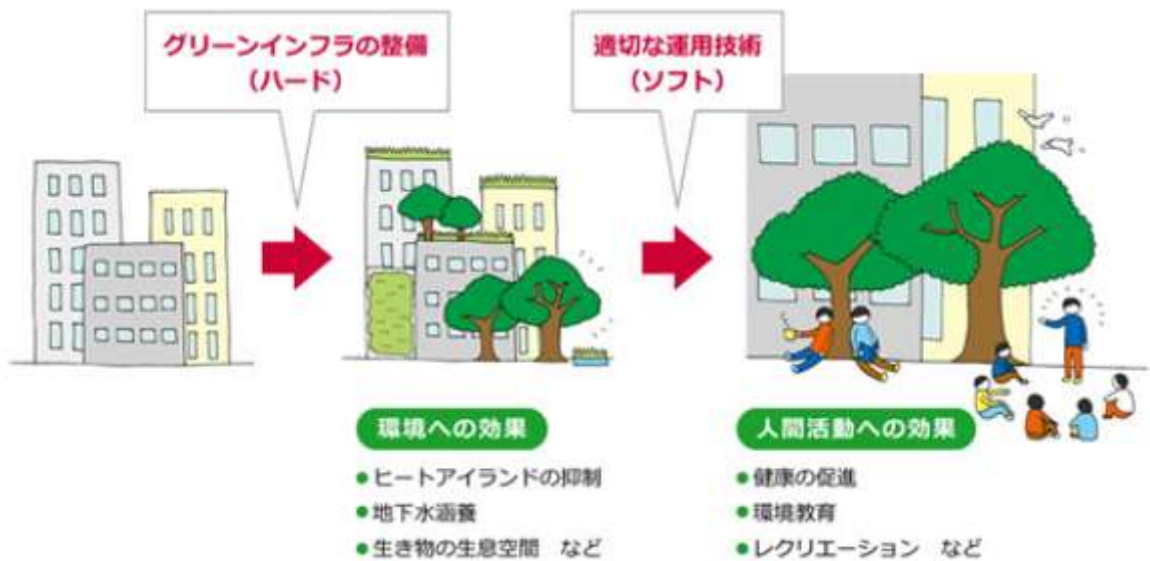 グリーンインフラの整備
（ハード）
適切な運用技術
（ソフト）
環境への効果
●ヒートアイランドの抑制
●地下水涵養
●生き物の生息空間　など
人間活動への効果
●健康の促進
●環境教育
●レクリエーション　など